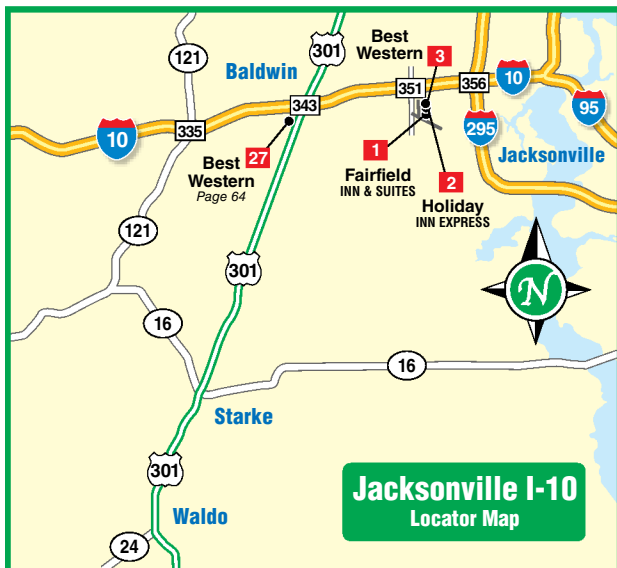 301
Best
Western
3
121
Baldwin
351
356
10
343
95
10
335
295
Best
Western
Page 64
27
1
Fairfield
INN & SUITES
2
Holiday
INN EXPRESS
Jacksonville
121
301
N
16
16
Starke
301
Jacksonville I-10
Locator Map
Waldo
24